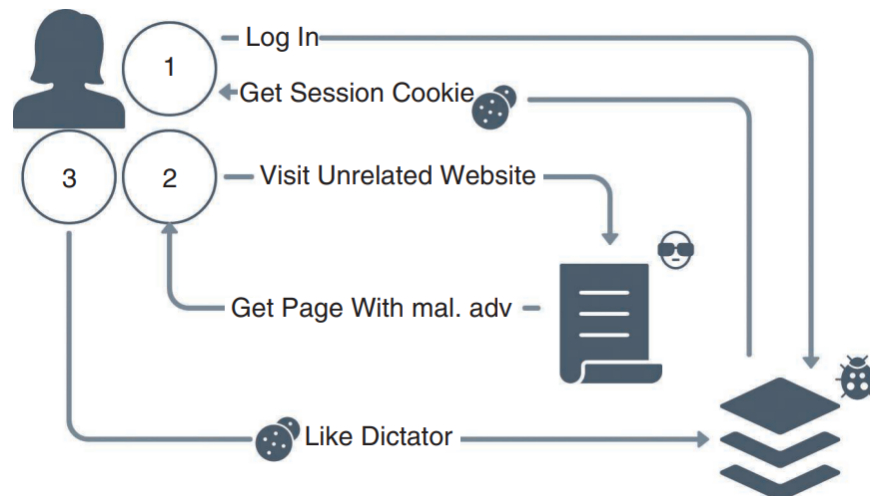 Log In
1
Get Session Cookie
3
2
Visit Unrelated Website
Get Page With mal. adv
Like Dictator